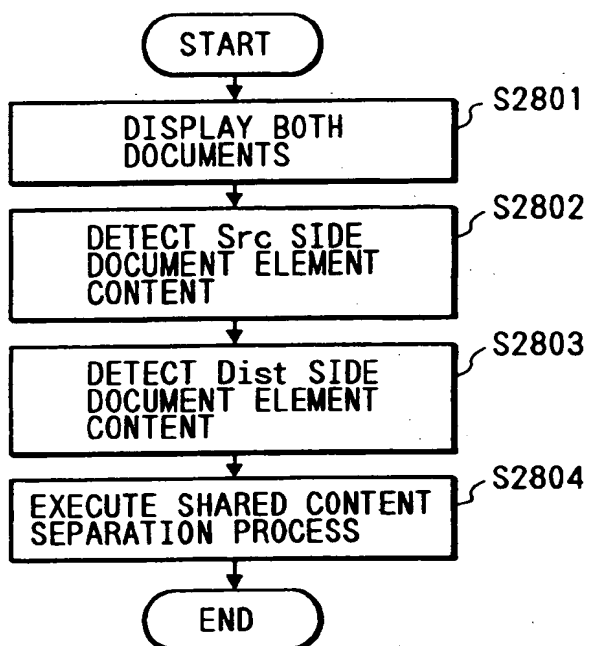 START
S2801
DISPLAY BOTH
DOCUMENTS
S2802
DETECT Src SIDE
DOCUMENT ELEMENT
CONTENT
S2803
DETECT Dist SIDE
DOCUMENT ELEMENT
CONTENT
S2804
EXECUTE SHARED CONTENT
SEPARATION PROCESS
END